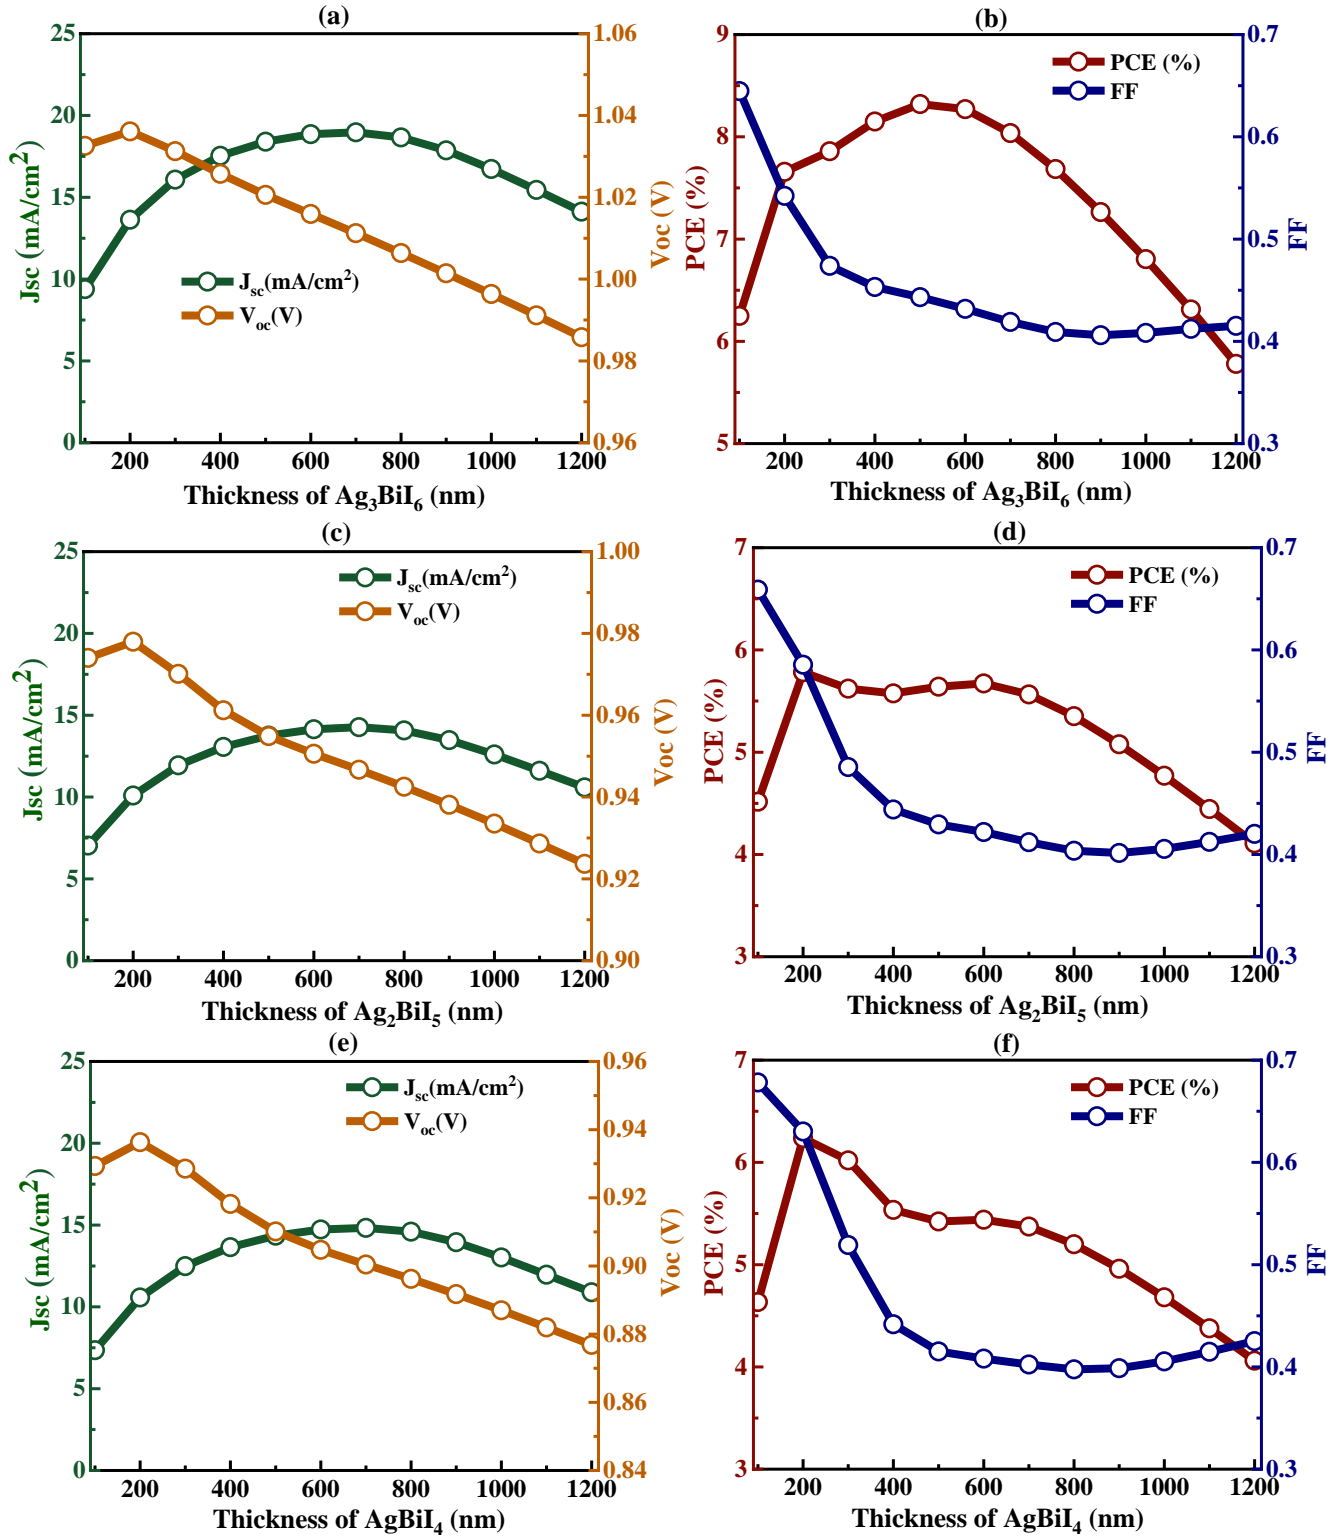 (a)
25
20
15
10
5
0
Jsc (mA/cm²)
1.06
1.04
1.02
1.00
0.98
0.96
Voc (V)
J_sc(mA/cm²)
V_oc(V)
200 400 600 800 1000 1200
Thickness of Ag₃BiI₆ (nm)
(b)
9
8
7
6
5
PCE (%)
0.7
0.6
0.5
0.4
0.3
FF
PCE (%)
FF
200 400 600 800 1000 1200
Thickness of Ag₃BiI₆ (nm)
(c)
25
20
15
10
5
0
Jsc (mA/cm²)
1.00
0.98
0.96
0.94
0.92
0.90
Voc (V)
J_sc(mA/cm²)
V_oc(V)
200 400 600 800 1000 1200
Thickness of Ag₂BiI₅ (nm)
(d)
7
6
5
4
3
PCE (%)
0.7
0.6
0.5
0.4
0.3
FF
PCE (%)
FF
200 400 600 800 1000 1200
Thickness of Ag₂BiI₅ (nm)
(e)
25
20
15
10
5
0
Jsc (mA/cm²)
0.96
0.94
0.92
0.90
0.88
0.86
0.84
Voc (V)
J_sc(mA/cm²)
V_oc(V)
200 400 600 800 1000 1200
Thickness of AgBiI₄ (nm)
(f)
7
6
5
4
3
PCE (%)
0.7
0.6
0.5
0.4
0.3
FF
PCE (%)
FF
200 400 600 800 1000 1200
Thickness of AgBiI₄ (nm)